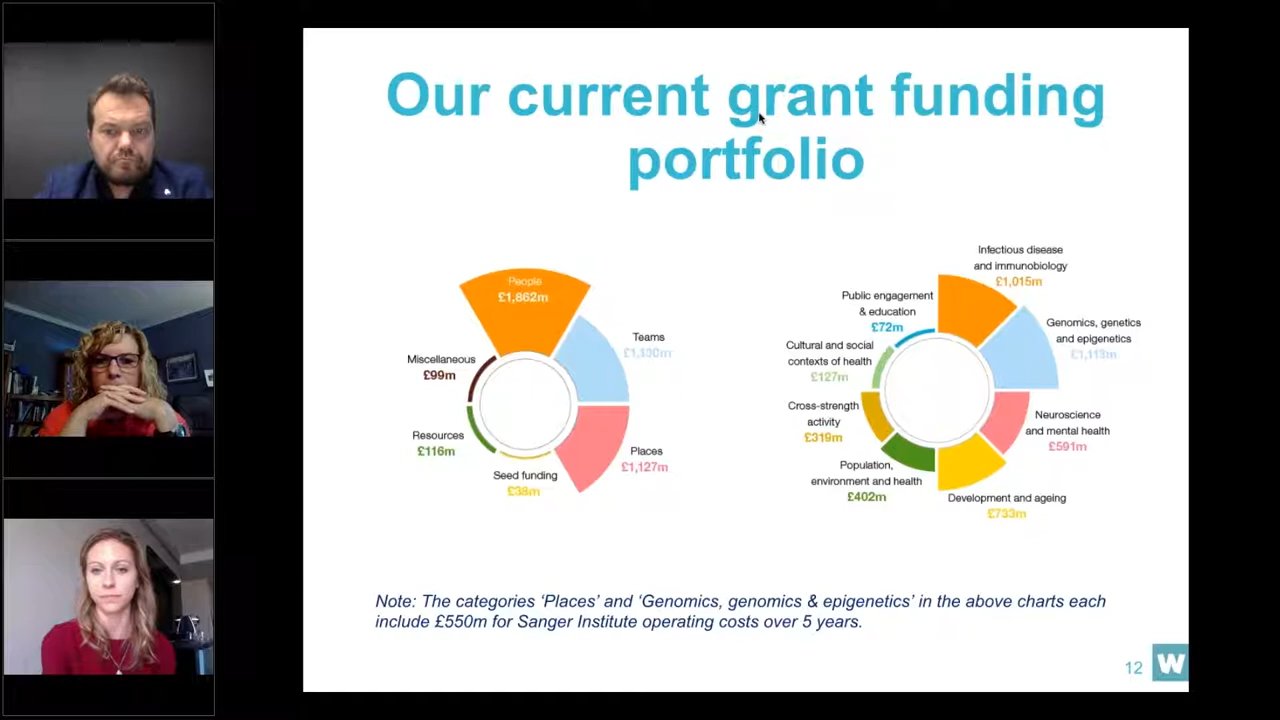 Our current grant funding
portfolio
People
£1,862m
Teams
£1,130m
Places
£1,127m
Seed funding
£38m
Resources
£116m
Miscellaneous
£99m
Infectious disease
and immunobiology
£1,015m
Genomics, genetics
and epigenetics
£1,113m
Neuroscience
and mental health
£591m
Development and ageing
£733m
Population,
environment and health
£402m
Cross-strength
activity
£319m
Cultural and social
contexts of health
£127m
Public engagement
& education
£72m
Note: The categories ‘Places’ and ‘Genomics, genomics & epigenetics’ in the above charts each
include £550m for Sanger Institute operating costs over 5 years.
12
W